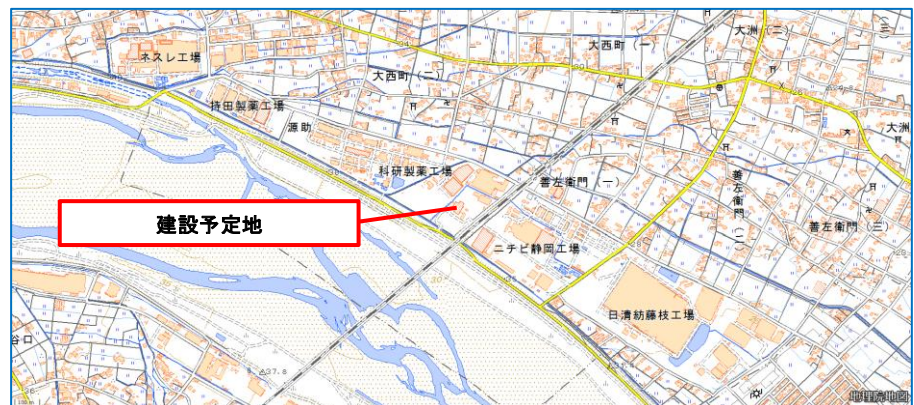 大洲（二）
大西町（一）
ネスレ工場
大西町（二）
持田製薬工場
源助
大洲
科研製薬工場
善左衛門（一）
善左衛門（二）
建設予定地
善左衛門（三）
ニチビ静岡工場
日清紡藤枝工場
谷口
37.6
地理院地図